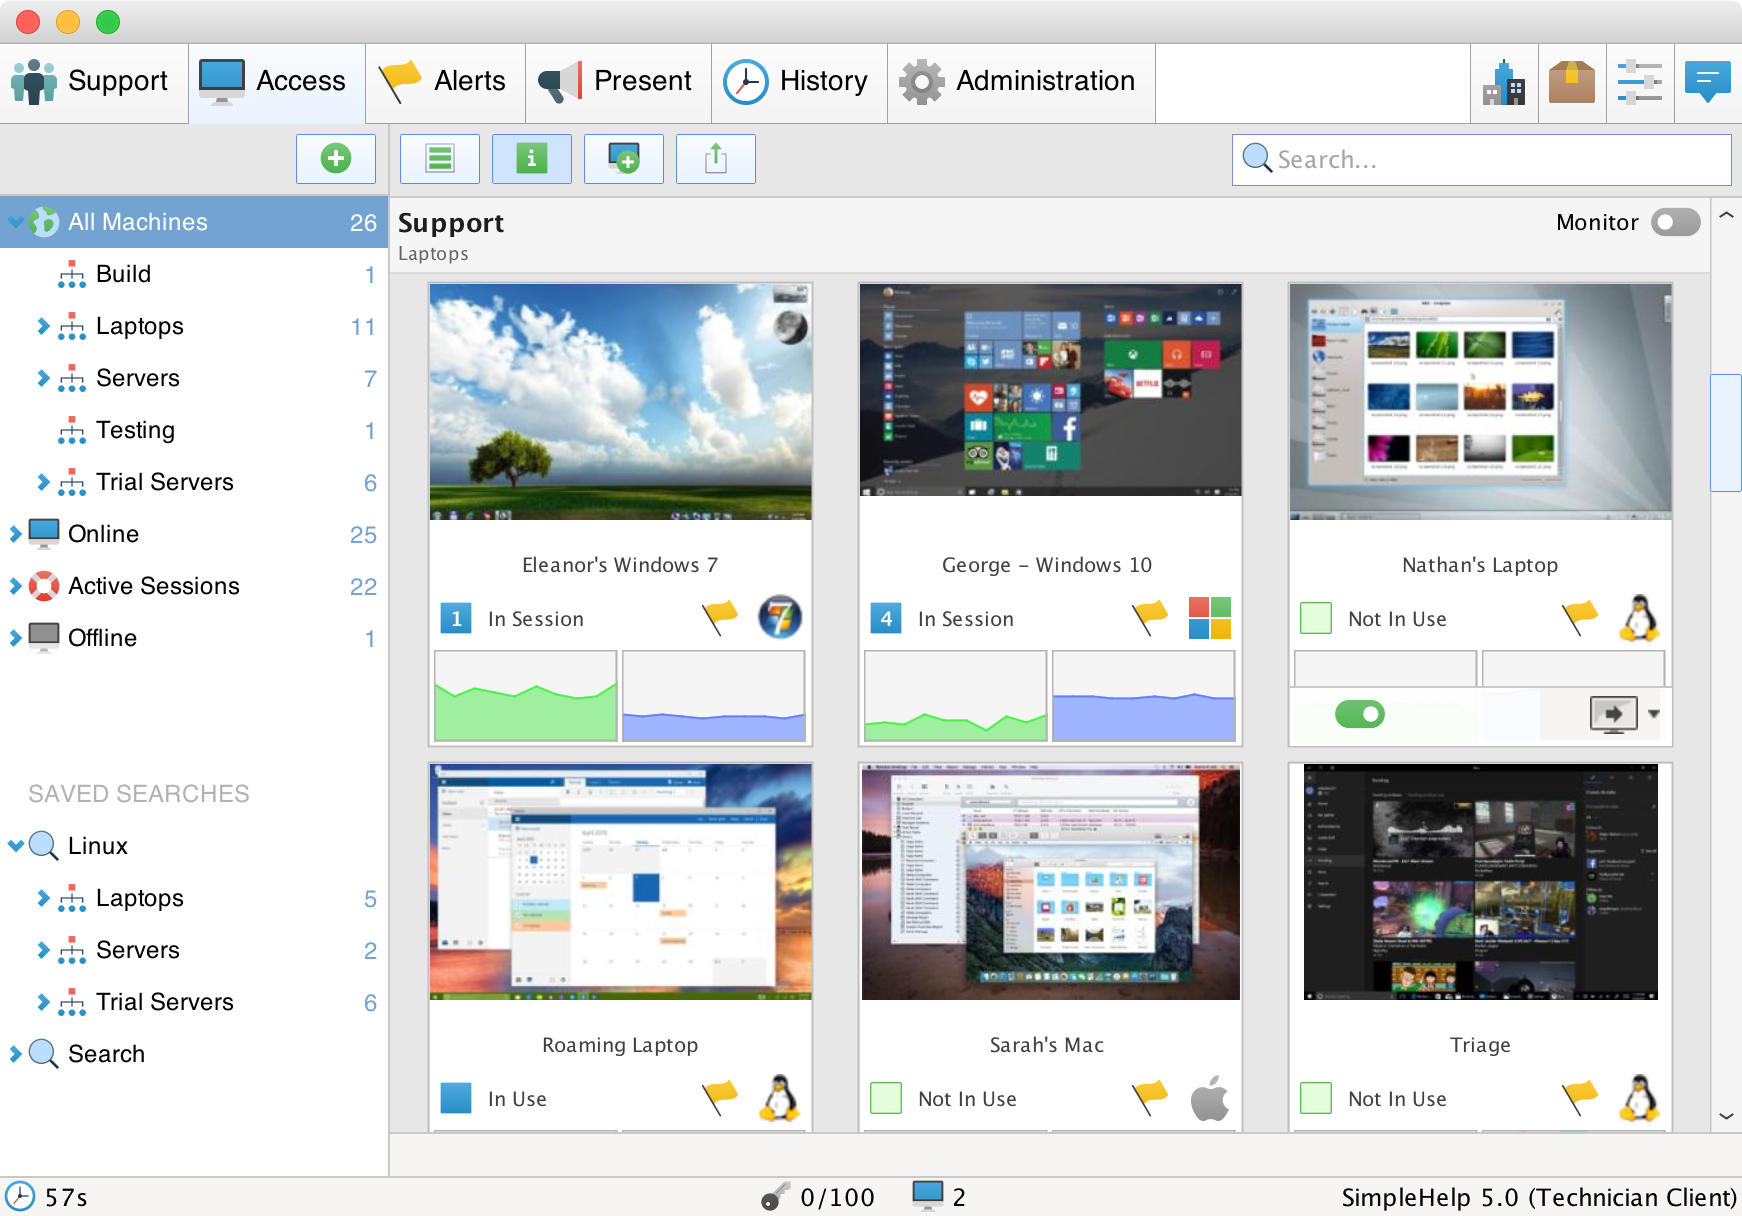 Support
Access
Alerts
Present
History
Administration
Search...
All Machines 26
Build 1
Laptops 11
Servers 7
Testing 1
Trial Servers 6
Online 25
Active Sessions 22
Offline 1
SAVED SEARCHES
Linux
Laptops 5
Servers 2
Trial Servers 6
Search
Support
Laptops
Monitor
Eleanor's Windows 7
1 In Session
George - Windows 10
4 In Session
Nathan's Laptop
Not In Use
Roaming Laptop
In Use
Sarah's Mac
Not In Use
Triage
Not In Use
57s
0/100
2
SimpleHelp 5.0 (Technician Client)